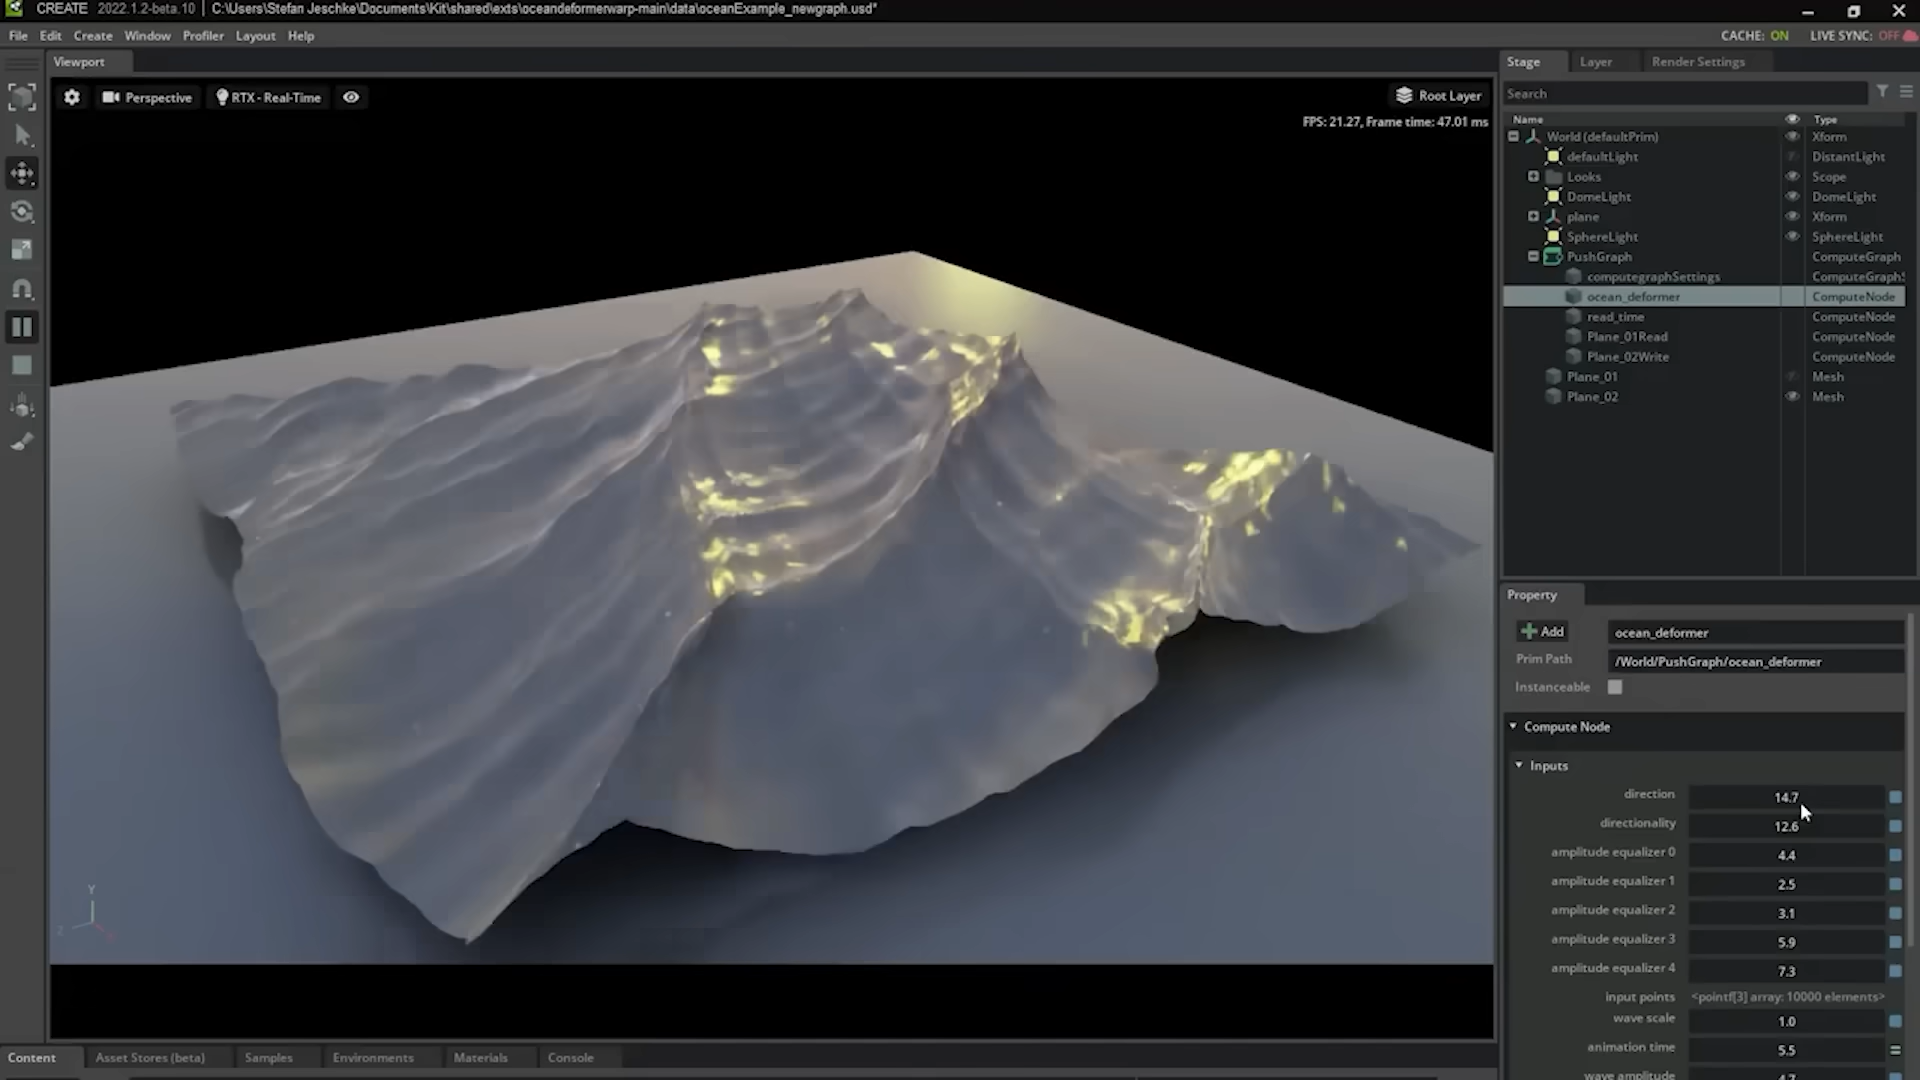 CREATE 2022.1.2-beta.10 | C:\Users\Stefan Jeschke\Documents\Kit\shared\exts\oceandeformerwarp-main\data\oceanExample_newgraph.usd*
File Edit Create Window Profiler Layout Help
CACHE: ON LIVE SYNC: OFF
Viewport
Perspective RTX - Real-Time
Root Layer
FPS: 21.27, Frame time: 47.01 ms
Stage Layer Render Settings
Search
Name Type
World (defaultPrim) Xform
defaultLight DistantLight
Looks Scope
DomeLight DomeLight
plane Xform
SphereLight SphereLight
PushGraph ComputeGraph
computegraphSettings ComputeGraphS
ocean_deformer ComputeNode
read_time ComputeNode
Plane_01Read ComputeNode
Plane_02Write ComputeNode
Plane_01 Mesh
Plane_02 Mesh
Property
Add ocean_deformer
Prim Path /World/PushGraph/ocean_deformer
Instanceable
Compute Node
Inputs
direction 14.7
directionality 12.6
amplitude equalizer 0 4.4
amplitude equalizer 1 2.5
amplitude equalizer 2 3.1
amplitude equalizer 3 5.9
amplitude equalizer 4 7.3
input points <pointf[3] array: 10000 elements>
wave scale 1.0
animation time 5.5
wave amplitude 4.7
Y
Z
Content Asset Stores (beta) Samples Environments Materials Console